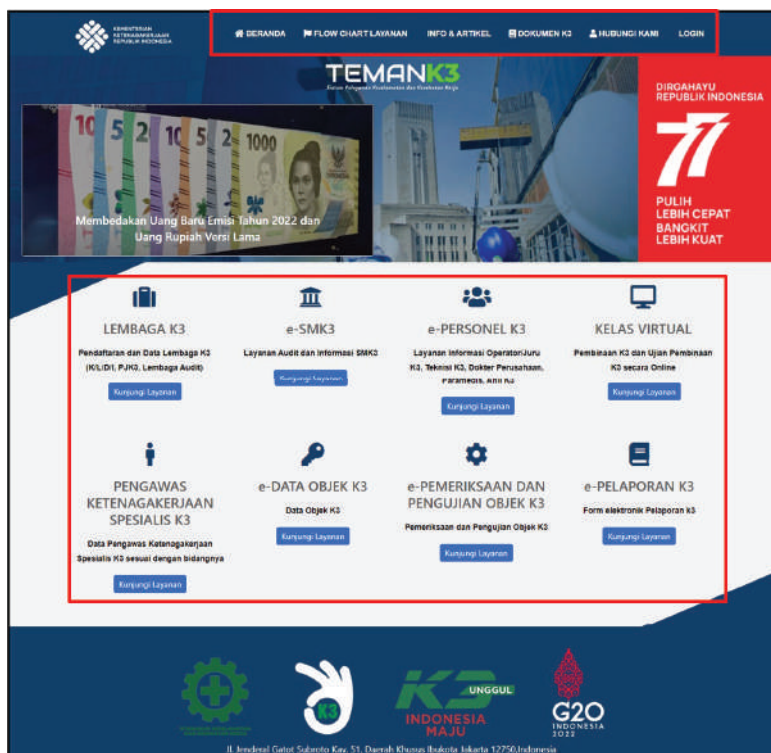 KEMENTERIAN
KETENAGAKERJAAN
REPUBLIK INDONESIA
BERANDA FLOW CHART LAYANAN INFO & ARTIKEL DOKUMEN K3 HUBUNGI KAMI LOGIN
TEMANK3
DIRGAHAYU
REPUBLIK INDONESIA
77
PULIH
LEBIH CEPAT
BANGKIT
LEBIH KUAT
10 5 2 10 5 2 1000
Membedakan Uang Baru Emisi Tahun 2022 dan
Uang Rupiah Versi Lama
LEMBAGA K3
Pendaftaran dan Data Lembaga K3
(K/L/D/I, PJK3, Lembaga Audit)
Kunjungi Layanan
e-SMK3
Layanan Audit dan Informasi SMK3
Kunjungi Layanan
e-PERSONEL K3
Layanan Informasi Operator/Juru
K3, Teknisi K3, Dokter Perusahaan,
Paramedis, Ahli K3
Kunjungi Layanan
KELAS VIRTUAL
Pembinaan K3 dan Ujian Pembinaan
K3 secara Online
Kunjungi Layanan
PENGAWAS
KETENAGAKERJAAN
SPESIALIS K3
Data Pengawas Ketenagakerjaan
Spesialis K3 sesuai dengan bidangnya
Kunjungi Layanan
e-DATA OBJEK K3
Data Objek K3
Kunjungi Layanan
e-PEMERIKSAAN DAN
PENGUJIAN OBJEK K3
Pemeriksaan dan Pengujian Objek K3
Kunjungi Layanan
e-PELAPORAN K3
Form elektronik Pelaporan k3
Kunjungi Layanan
K3
K3 UNGGUL
INDONESIA
MAJU
G20
INDONESIA
2022
Jl. Jenderal Gatot Subroto Kav. 51. Daerah Khusus Ibukota Jakarta 12750,Indonesia